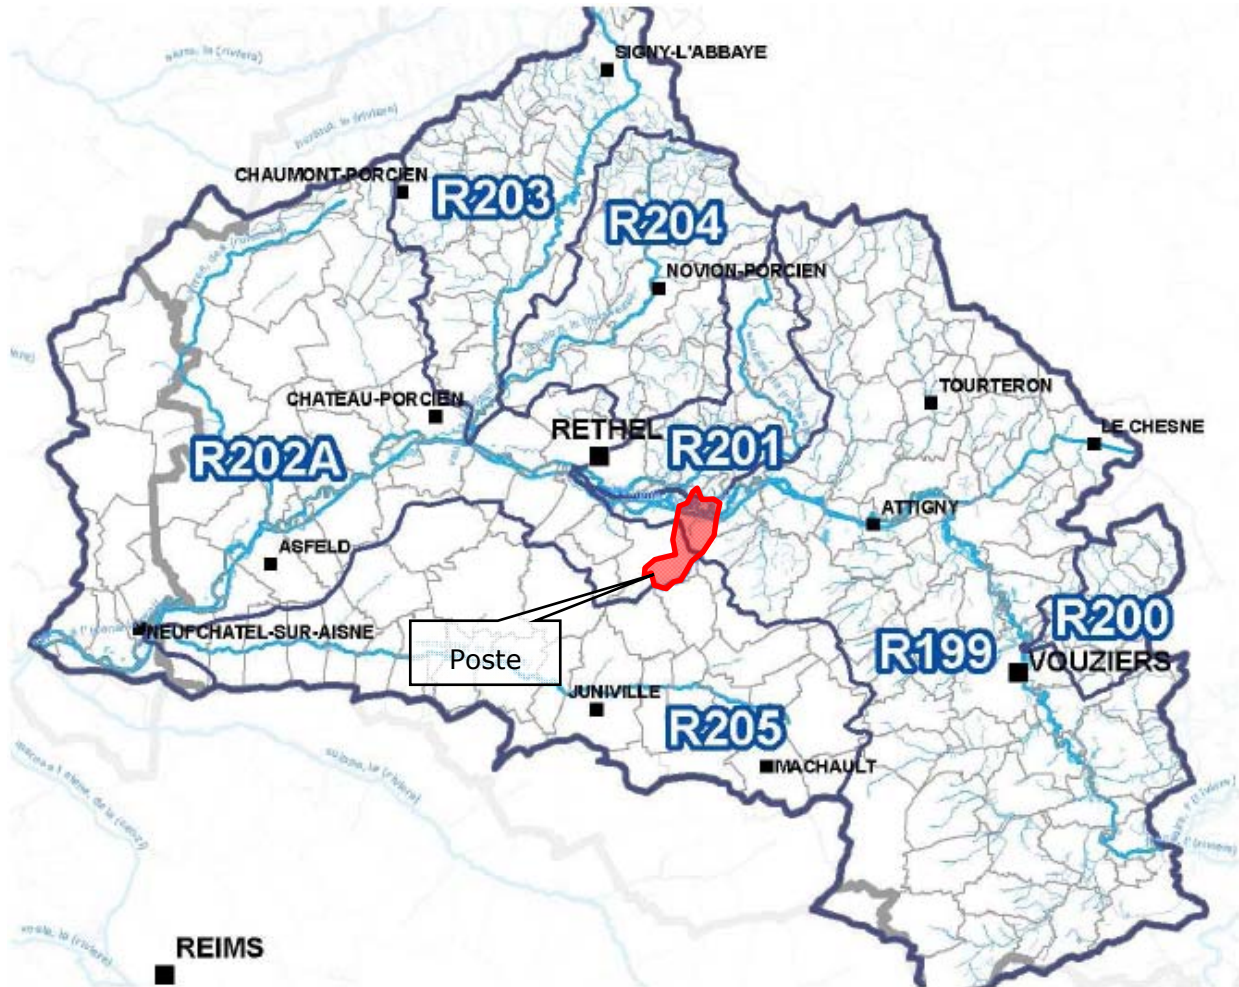 SIGNY-L'ABBAYE
CHAUMONT-PORCIEN
R203
R204
NOVION-PORCIEN
TOURTERON
CHATEAU-PORCIEN
RETHEL
R201
LE CHESNE
R202A
ATTIGNY
ASFELD
NEUFCHATEL-SUR-AISNE
R200
Poste
R199
VOUZIERS
JUNIVILLE
R205
MACHAULT
REIMS